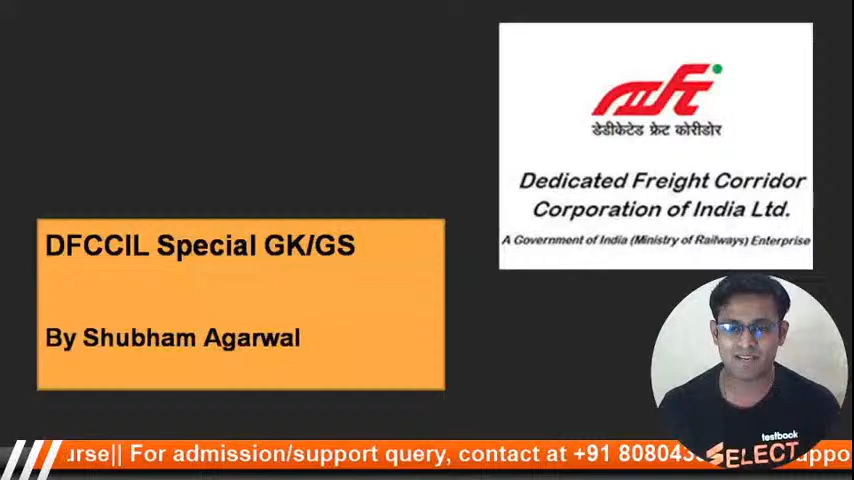 डेडीकेटेड फ्रेट कोरीडोर
Dedicated Freight Corridor
Corporation of India Ltd.
A Government of India (Ministry of Railways) Enterprise
DFCCIL Special GK/GS
By Shubham Agarwal
testbook
SELECT
|| For admission/support query, contact at +91 80804